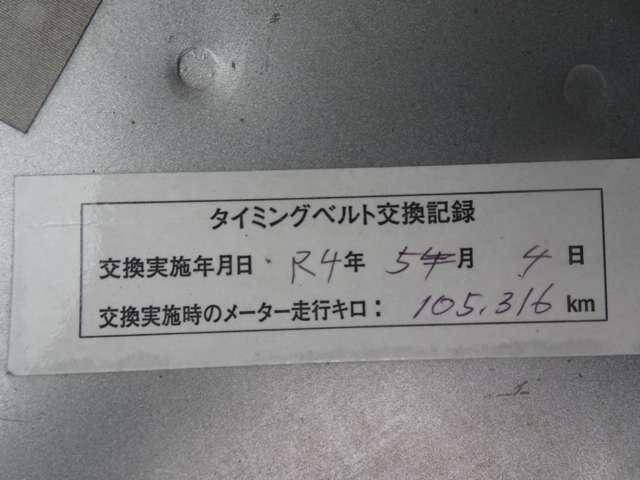 タイミングベルト交換記録
交換実施年月日 R4年 5月 4日
交換実施時のメーター走行キロ: 105,316 km